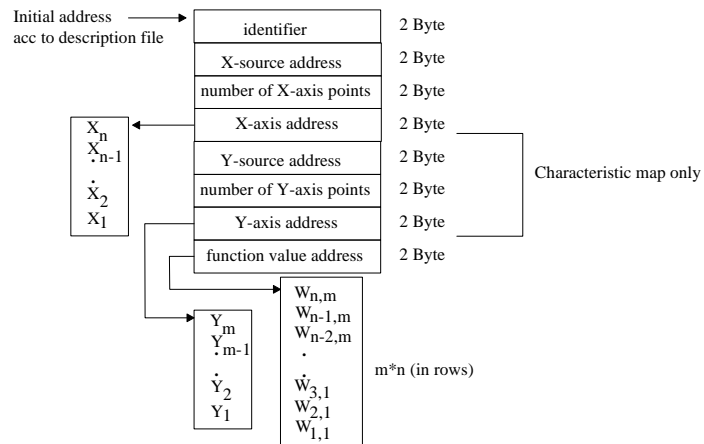 Initial address
acc to description file
identifier
2 Byte
X-source address
2 Byte
number of X-axis points
2 Byte
X-axis address
2 Byte
Y-source address
2 Byte
number of Y-axis points
2 Byte
Y-axis address
2 Byte
function value address
2 Byte
Characteristic map only
Xn
Xn-1
.
.
X2
X1
Ym
Ym-1
.
.
Y2
Y1
Wn,m
Wn-1,m
Wn-2,m
.
.
W3,1
W2,1
W1,1
m*n (in rows)